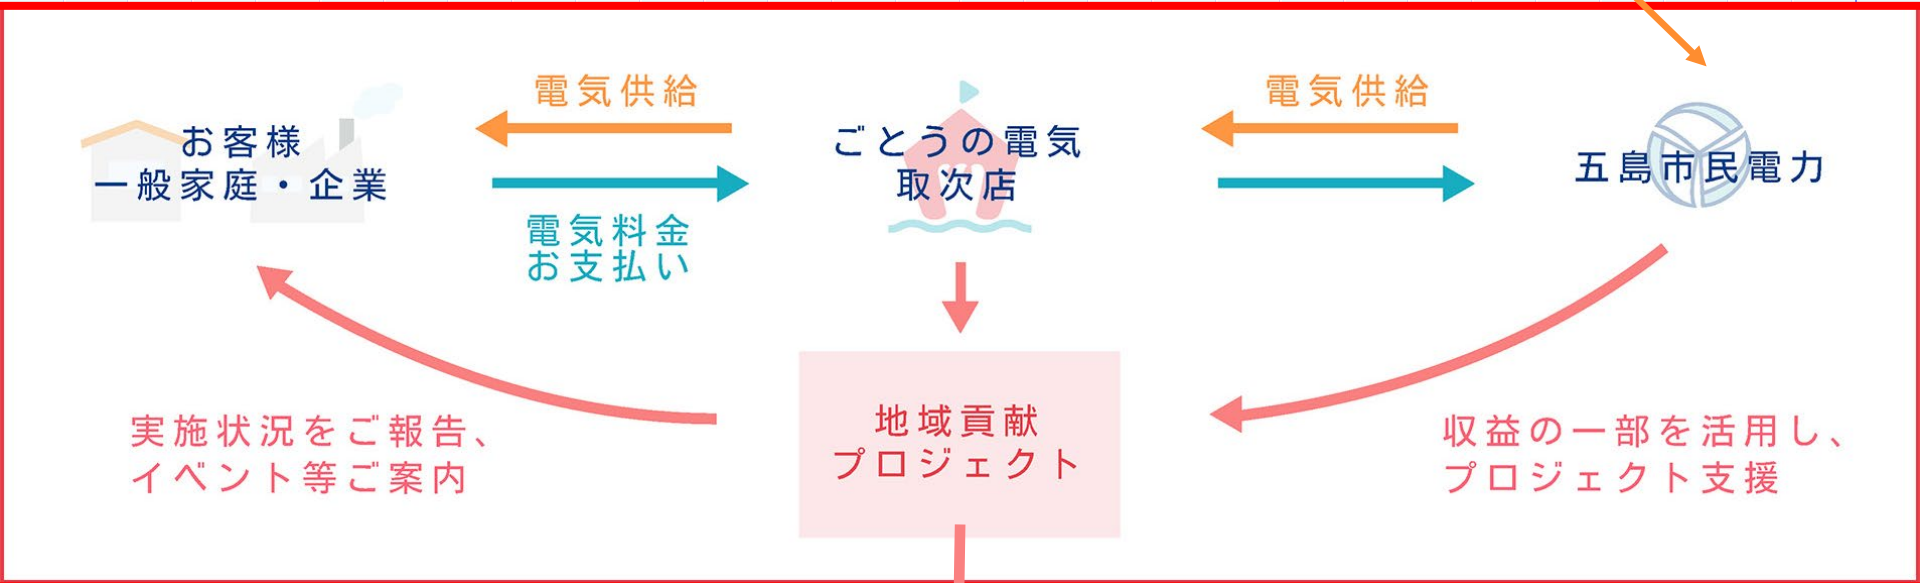 電気供給
電気供給
お客様
一般家庭・企業
ごとうの電気
取次店
五島市民電力
電気料金
お支払い
地域貢献
プロジェクト
実施状況をご報告、
イベント等ご案内
収益の一部を活用し、
プロジェクト支援